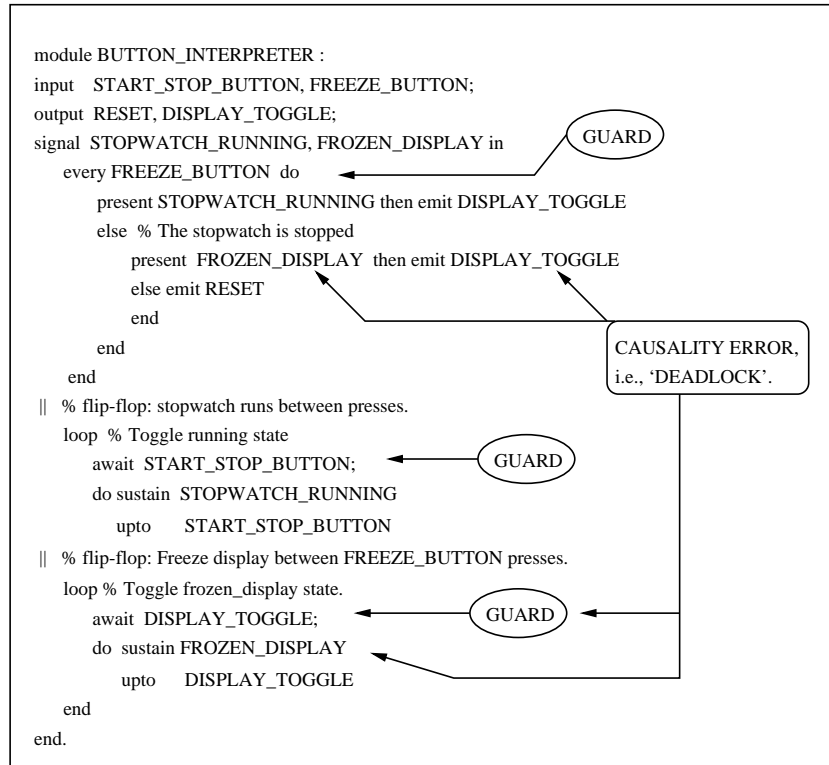 module BUTTON_INTERPRETER :
input START_STOP_BUTTON, FREEZE_BUTTON;
output RESET, DISPLAY_TOGGLE;
signal STOPWATCH_RUNNING, FROZEN_DISPLAY in
GUARD
every FREEZE_BUTTON do
present STOPWATCH_RUNNING then emit DISPLAY_TOGGLE
else % The stopwatch is stopped
present FROZEN_DISPLAY then emit DISPLAY_TOGGLE
else emit RESET
end
end
end
CAUSALITY ERROR,
i.e., ‘DEADLOCK’.
|| % flip-flop: stopwatch runs between presses.
loop % Toggle running state
await START_STOP_BUTTON;
GUARD
do sustain STOPWATCH_RUNNING
upto START_STOP_BUTTON
|| % flip-flop: Freeze display between FREEZE_BUTTON presses.
loop % Toggle frozen_display state.
await DISPLAY_TOGGLE;
GUARD
do sustain FROZEN_DISPLAY
upto DISPLAY_TOGGLE
end
end.